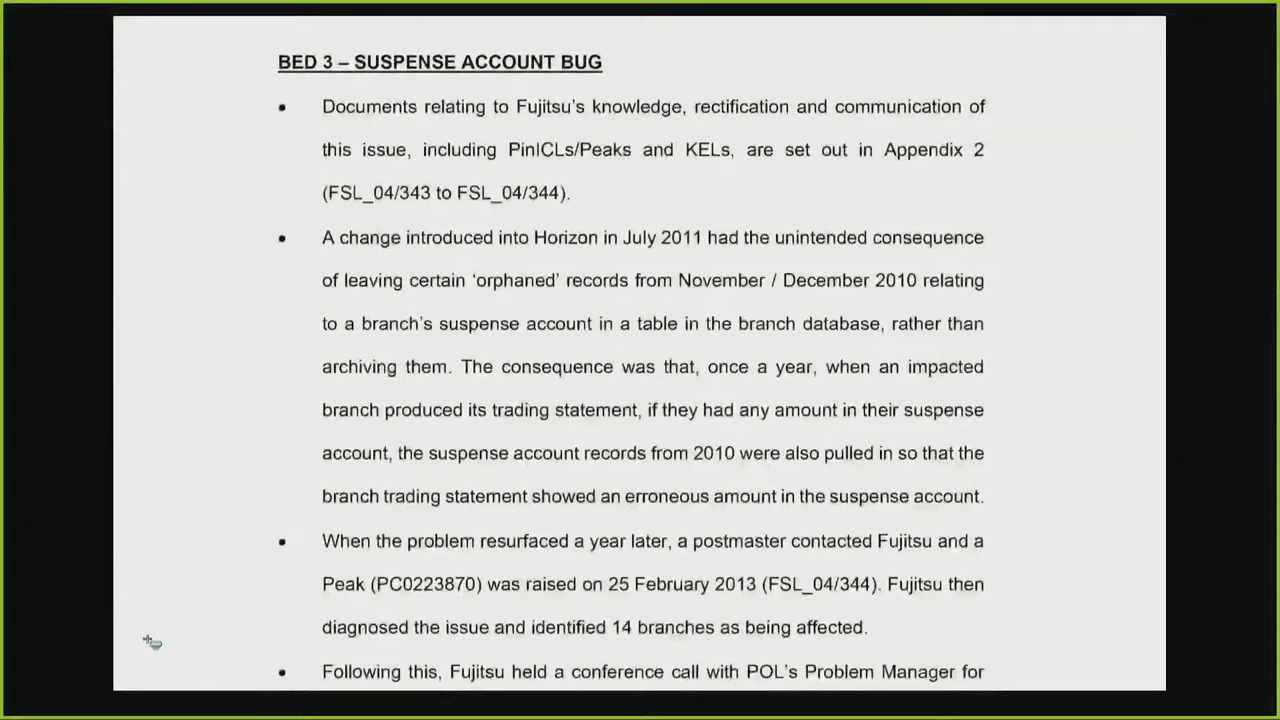 BED 3 – SUSPENSE ACCOUNT BUG
• Documents relating to Fujitsu's knowledge, rectification and communication of
this issue, including PinICLs/Peaks and KELs, are set out in Appendix 2
(FSL_04/343 to FSL_04/344).
• A change introduced into Horizon in July 2011 had the unintended consequence
of leaving certain 'orphaned' records from November / December 2010 relating
to a branch's suspense account in a table in the branch database, rather than
archiving them. The consequence was that, once a year, when an impacted
branch produced its trading statement, if they had any amount in their suspense
account, the suspense account records from 2010 were also pulled in so that the
branch trading statement showed an erroneous amount in the suspense account.
• When the problem resurfaced a year later, a postmaster contacted Fujitsu and a
Peak (PC0223870) was raised on 25 February 2013 (FSL_04/344). Fujitsu then
diagnosed the issue and identified 14 branches as being affected.
• Following this, Fujitsu held a conference call with POL's Problem Manager for